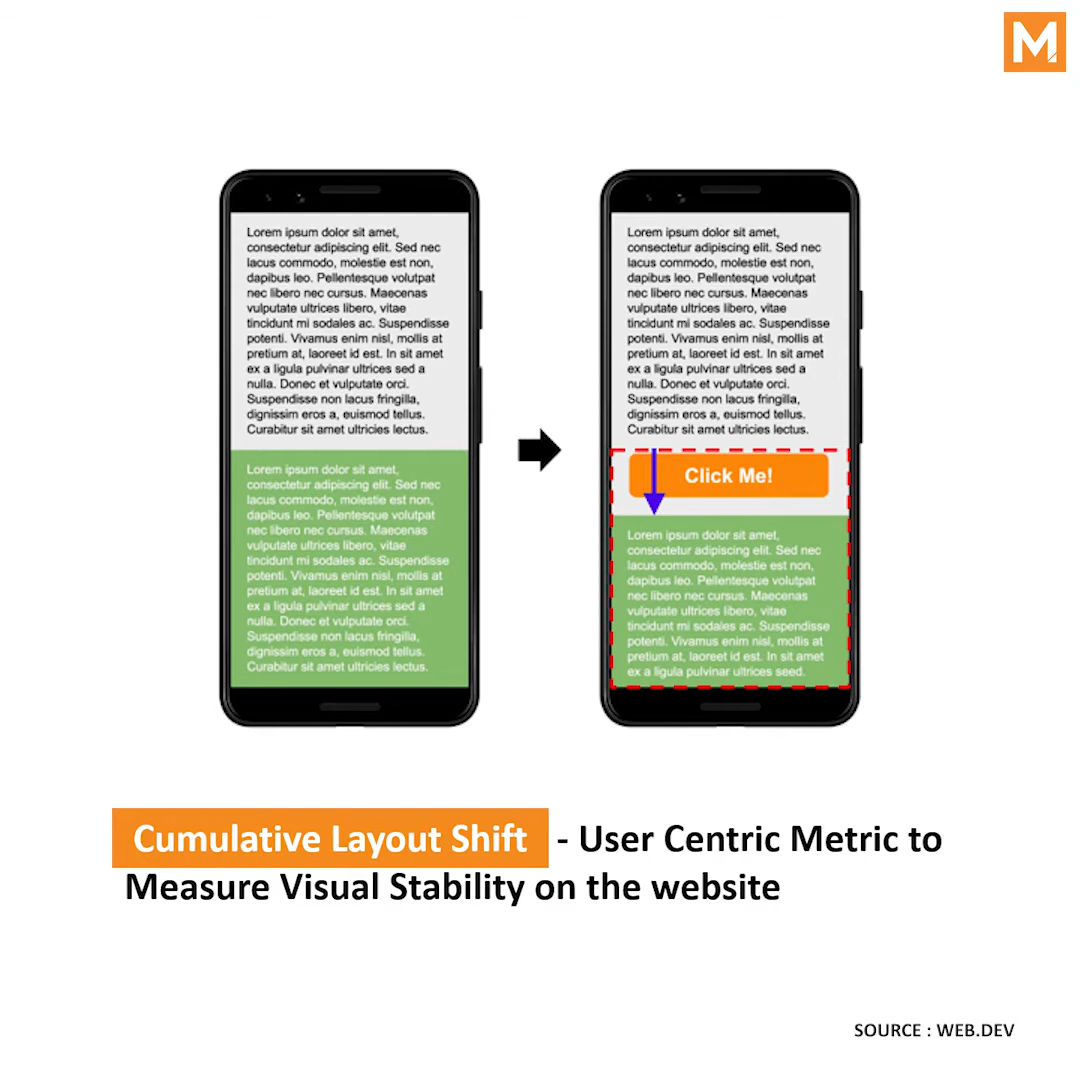 M
Lorem ipsum dolor sit amet,
consectetur adipiscing elit. Sed nec
lacus commodo, molestie est non,
dapibus leo. Pellentesque volutpat
nec libero nec cursus. Maecenas
vulputate ultrices libero, vitae
tincidunt mi sodales ac. Suspendisse
potenti. Vivamus enim nisl, mollis at
pretium at, laoreet id est. In sit amet
ex a ligula pulvinar ultrices sed a
nulla. Donec et vulputate orci.
Suspendisse non lacus fringilla,
dignissim eros a, euismod tellus.
Curabitur sit amet ultricies lectus.
Lorem ipsum dolor sit amet,
consectetur adipiscing elit. Sed nec
lacus commodo, molestie est non,
dapibus leo. Pellentesque volutpat
nec libero nec cursus. Maecenas
vulputate ultrices libero, vitae
tincidunt mi sodales ac. Suspendisse
potenti. Vivamus enim nisl, mollis at
pretium at, laoreet id est. In sit amet
ex a ligula pulvinar ultrices sed a
nulla. Donec et vulputate orci.
Suspendisse non lacus fringilla,
dignissim eros a, euismod tellus.
Curabitur sit amet ultricies lectus.
Lorem ipsum dolor sit amet,
consectetur adipiscing elit. Sed nec
lacus commodo, molestie est non,
dapibus leo. Pellentesque volutpat
nec libero nec cursus. Maecenas
vulputate ultrices libero, vitae
tincidunt mi sodales ac. Suspendisse
potenti. Vivamus enim nisl, mollis at
pretium at, laoreet id est. In sit amet
ex a ligula pulvinar ultrices sed a
nulla. Donec et vulputate orci.
Suspendisse non lacus fringilla,
dignissim eros a, euismod tellus.
Curabitur sit amet ultricies lectus.
Click Me!
Lorem ipsum dolor sit amet,
consectetur adipiscing elit. Sed nec
lacus commodo, molestie est non,
dapibus leo. Pellentesque volutpat
nec libero nec cursus. Maecenas
vulputate ultrices libero, vitae
tincidunt mi sodales ac. Suspendisse
potenti. Vivamus enim nisl, mollis at
pretium at, laoreet id est. In sit amet
ex a ligula pulvinar ultrices seed.
Cumulative Layout Shift - User Centric Metric to
Measure Visual Stability on the website
SOURCE : WEB.DEV